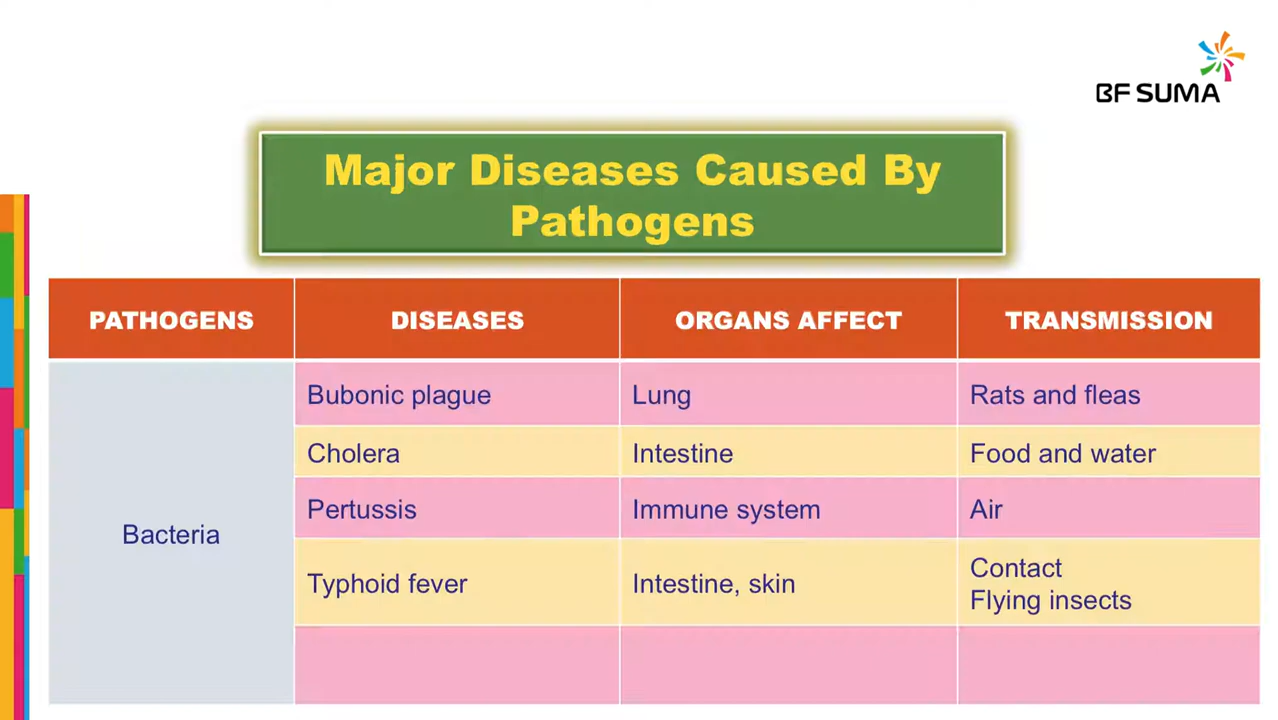 BF SUMA
Major Diseases Caused By
Pathogens
PATHOGENS DISEASES ORGANS AFFECT TRANSMISSION
Bubonic plague Lung Rats and fleas
Cholera Intestine Food and water
Pertussis Immune system Air
Bacteria
Typhoid fever Intestine, skin Contact
Flying insects